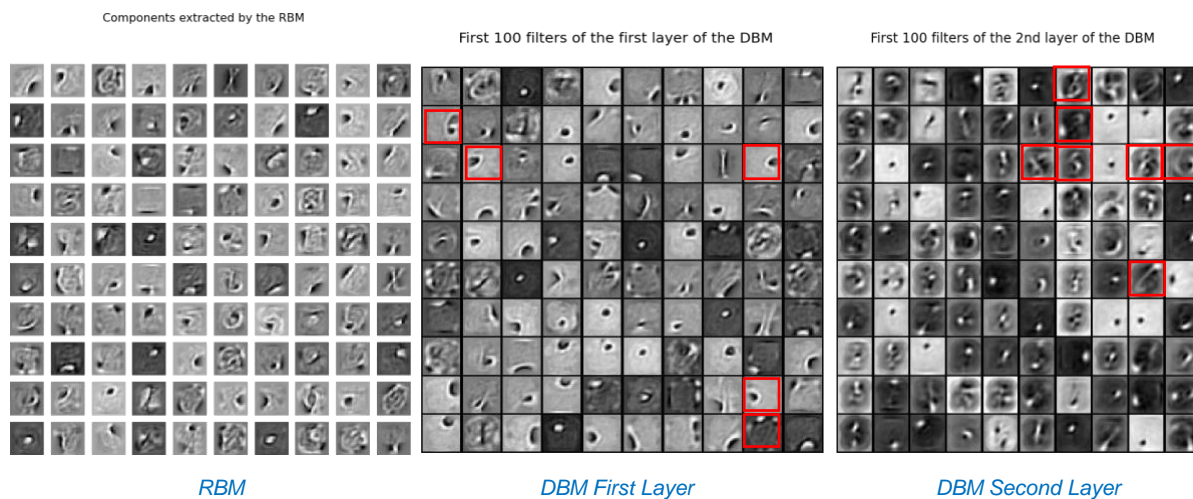 Components extracted by the RBM
First 100 filters of the first layer of the DBM
First 100 filters of the 2nd layer of the DBM
RBM
DBM First Layer
DBM Second Layer